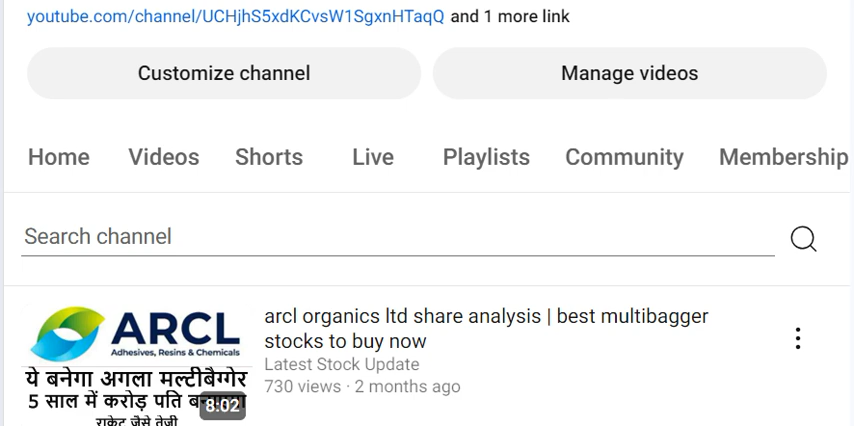 youtube.com/channel/UCHjhS5xdKCvsW1SgxnHTaqQ and 1 more link
Customize channel Manage videos
Home Videos Shorts Live Playlists Community Membership
Search channel
ARCL
Adhesives, Resins & Chemicals
ये बनेगा अगला मल्टीबैग्गेर
5 साल में करोड़ पति
8:02
राकेट जैसे तेजी
arcl organics ltd share analysis | best multibagger
stocks to buy now
Latest Stock Update
730 views · 2 months ago